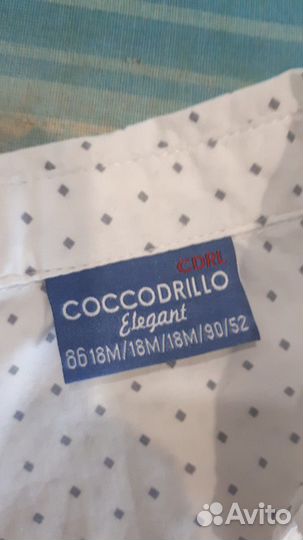 CDRL
COCCODRILLO
Elegant
86 18M/18M/18M/90/52
Avito